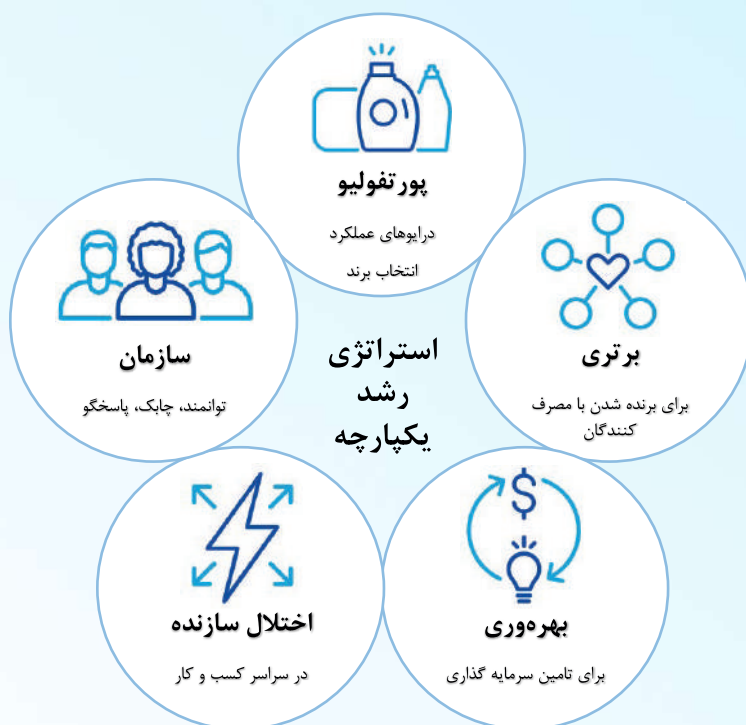 پورتفولیو
درایوهای عملکرد
انتخاب برند
برتری
برای برنده شدن با مصرف
کنندگان
بهره‌وری
برای تامین سرمایه گذاری
اختلال سازنده
در سراسر کسب و کار
سازمان
توانمند، چابک، پاسخگو
استراتژی
رشد
یکپارچه